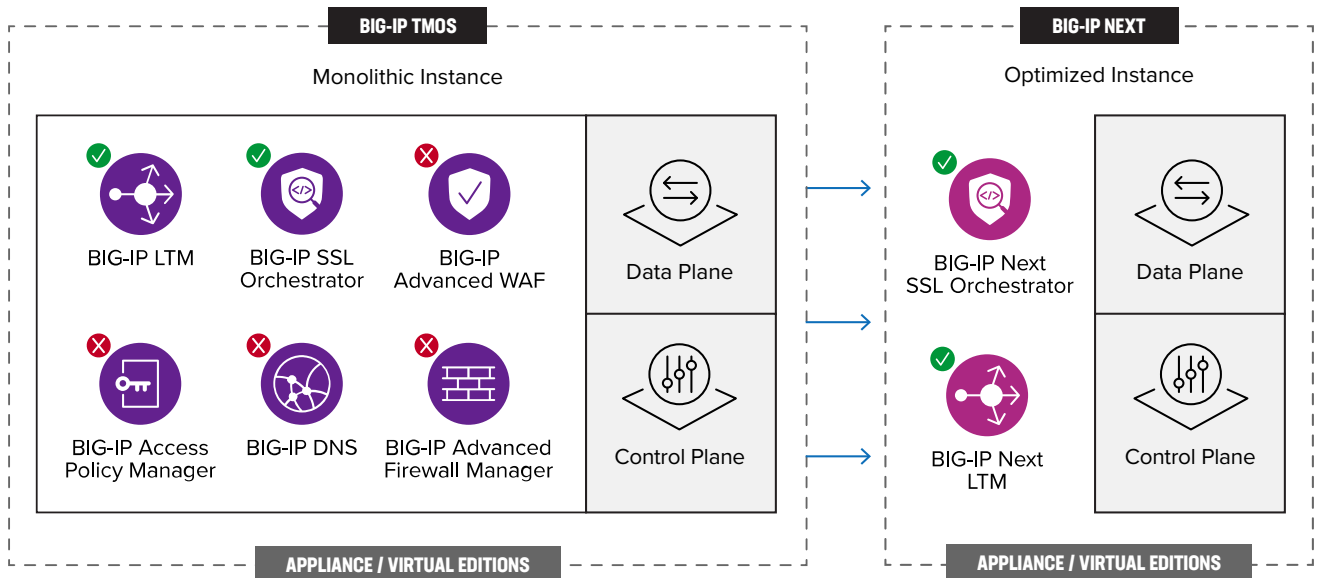 BIG-IP TMOS
Monolithic Instance
BIG-IP LTM
BIG-IP SSL
Orchestrator
BIG-IP
Advanced WAF
Data Plane
BIG-IP Access
Policy Manager
BIG-IP DNS
BIG-IP Advanced
Firewall Manager
Control Plane
APPLIANCE / VIRTUAL EDITIONS
BIG-IP NEXT
Optimized Instance
BIG-IP Next
SSL Orchestrator
Data Plane
BIG-IP Next
LTM
Control Plane
APPLIANCE / VIRTUAL EDITIONS